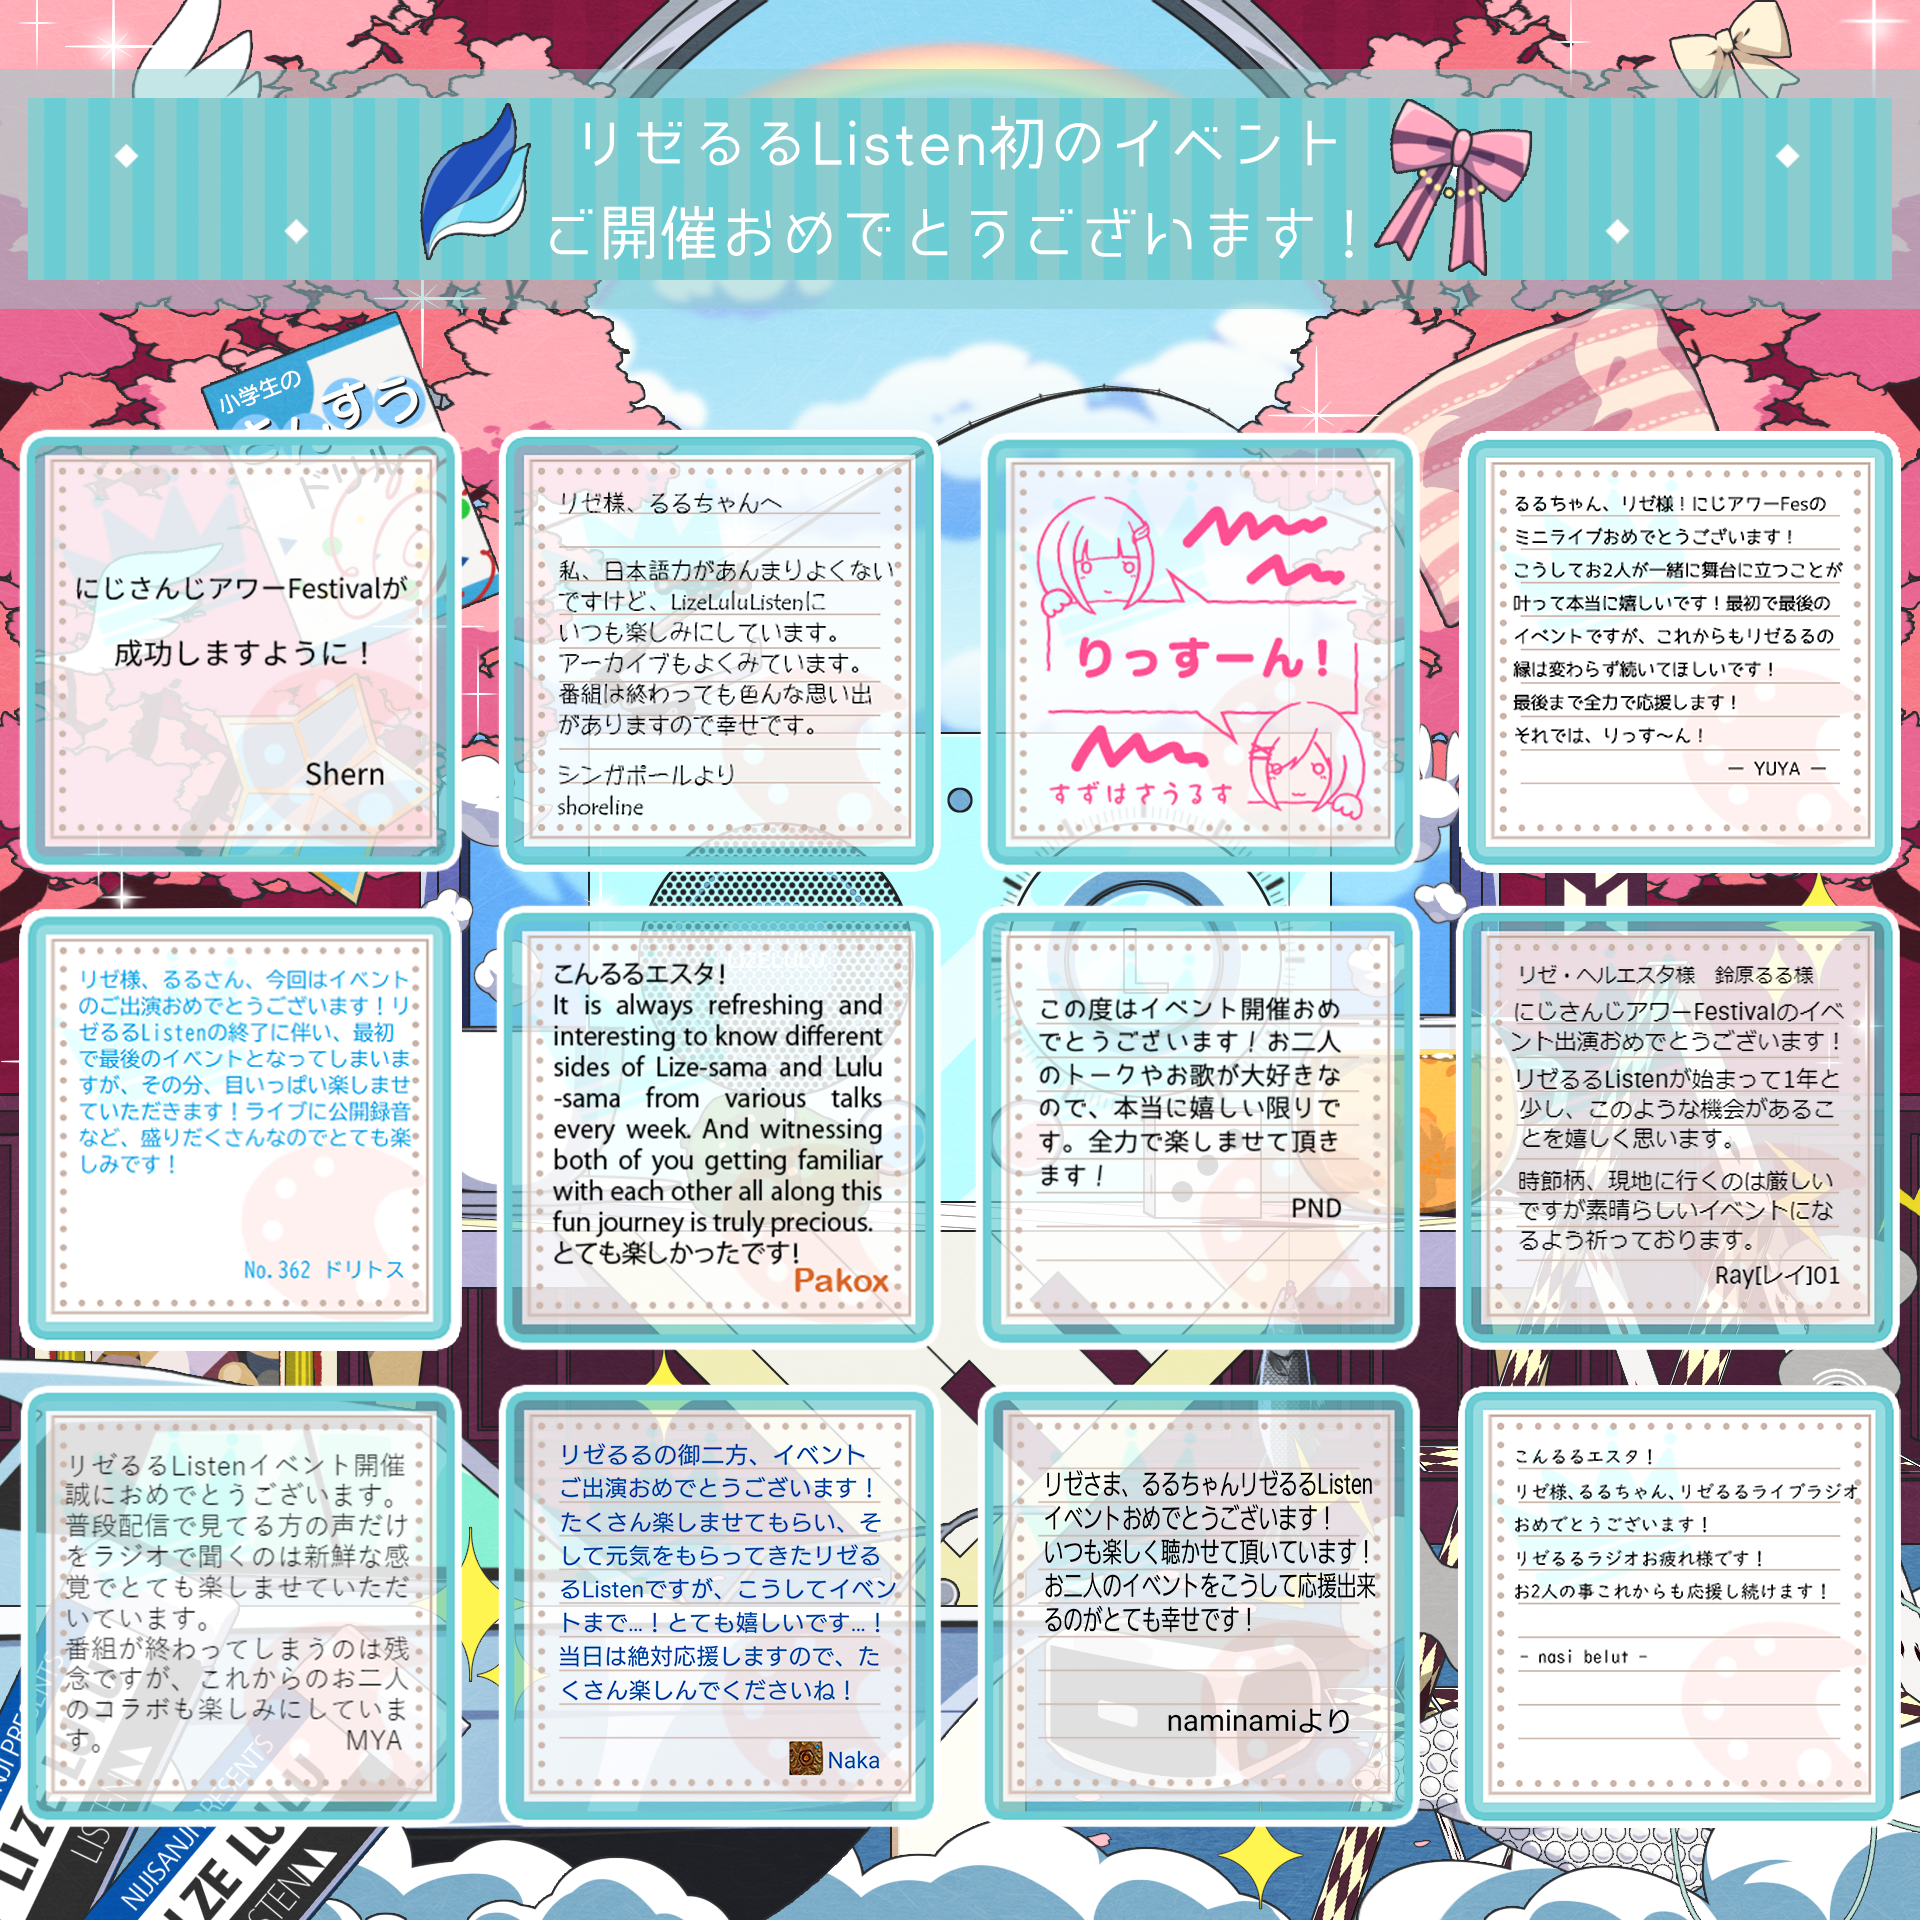 リゼるるListen初のイベント
ご開催おめでとうございます！
小学生の
さんすう
ドリル
にじさんじアワーFestivalが
成功しますように！
Shern
リゼ様、るるちゃんへ
私、日本語力があんまりよくない
ですけど、LizeLuluListenに
いつも楽しみにしています。
アーカイブもよくみています。
番組は終わっても色んな思い出
がありますので幸せです。
シンガポールより
shoreline
りっすーん！
すずはさうるす
るるちゃん、リゼ様！にじアワーFesの
ミニライブおめでとうございます！
こうしてお2人が一緒に舞台に立つことが
叶って本当に嬉しいです！最初で最後の
イベントですが、これからもリゼるるの
縁は変わらず続いてほしいです！
最後まで全力で応援します！
それでは、りっす〜ん！
ー YUYA ー
リゼ様、るるさん、今回はイベント
のご出演おめでとうございます！リ
ゼるるListenの終了に伴い、最初
で最後のイベントとなってしまいま
すが、その分、目いっぱい楽しませ
ていただきます！ライブに公開録音
など、盛りだくさんなのでとても楽
しみです！
No.362 ドリトス
こんるるエスタ！
It is always refreshing and
interesting to know different
sides of Lize-sama and Lulu
-sama from various talks
every week. And witnessing
both of you getting familiar
with each other all along this
fun journey is truly precious.
とても楽しかったです！
Pakox
L
この度はイベント開催おめ
でとうございます！お二人
のトークやお歌が大好きな
ので、本当に嬉しい限りで
す。全力で楽しませて頂き
ます！
PND
リゼ・ヘルエスタ様　鈴原るる様
にじさんじアワーFestivalのイベ
ント出演おめでとうございます！
リゼるるListenが始まって1年と
少し、このような機会があるこ
とを嬉しく思います。
時節柄、現地に行くのは厳しい
ですが素晴らしいイベントにな
るよう祈っております。
Ray[レイ]01
リゼるるListenイベント開催
誠におめでとうございます。
普段配信で見てる方の声だけ
をラジオで聞くのは新鮮な感
覚でとても楽しませていただ
いています。
番組が終わってしまうのは残
念ですが、これからのお二人
のコラボも楽しみにしていま
す。
MYA
リゼるるの御二方、イベント
ご出演おめでとうございます！
たくさん楽しませてもらい、そ
して元気をもらってきたリゼる
るListenですが、こうしてイベン
トまで…！とても嬉しいです…！
当日は絶対応援しますので、た
くさん楽しんでくださいね！
Naka
リゼさま、るるちゃんリゼるるListen
イベントおめでとうございます！
いつも楽しく聴かせて頂いています！
お二人のイベントをこうして応援出来
るのがとても幸せです！
naminamiより
こんるるエスタ！
リゼ様、るるちゃん、リゼるるライブラジオ
おめでとうございます！
リゼるるラジオお疲れ様です！
お2人の事これからも応援し続けます！
- nasi belut -
NIJISANJI PRESENTS